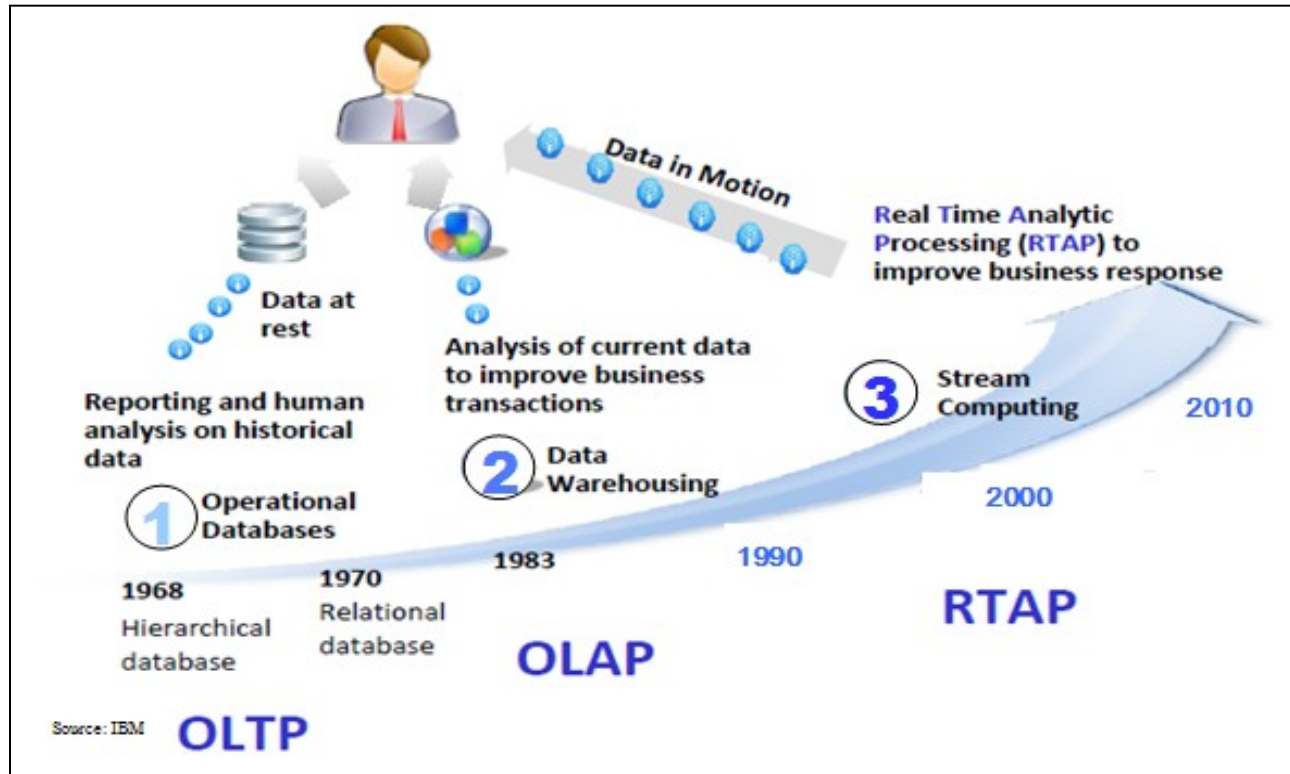 Data in Motion
Real Time Analytic
Processing (RTAP) to
improve business response
Data at
rest
Analysis of current data
to improve business
transactions
Reporting and human
analysis on historical
data
3
Stream
Computing
2010
2
Data
Warehousing
1
Operational
Databases
2000
1990
1983
1970
Relational
database
1968
Hierarchical
database
RTAP
OLAP
OLTP
Source: IBM